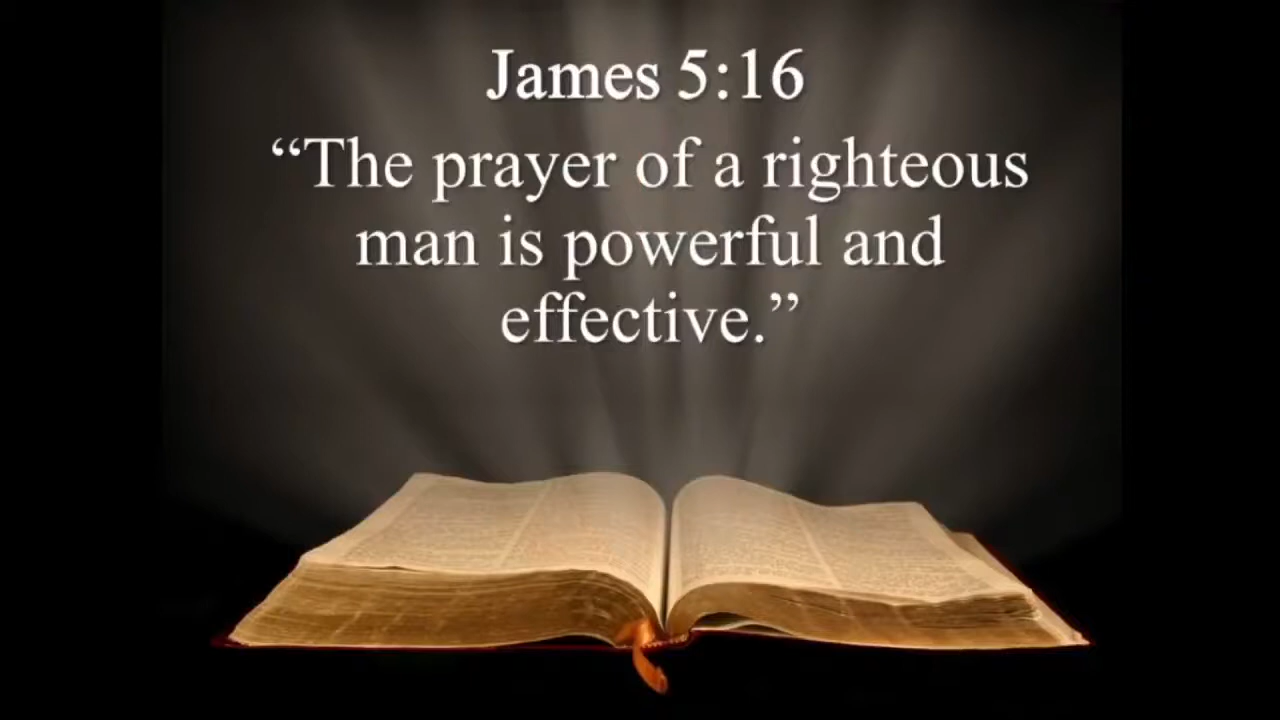 James 5:16
“The prayer of a righteous
man is powerful and
effective.”